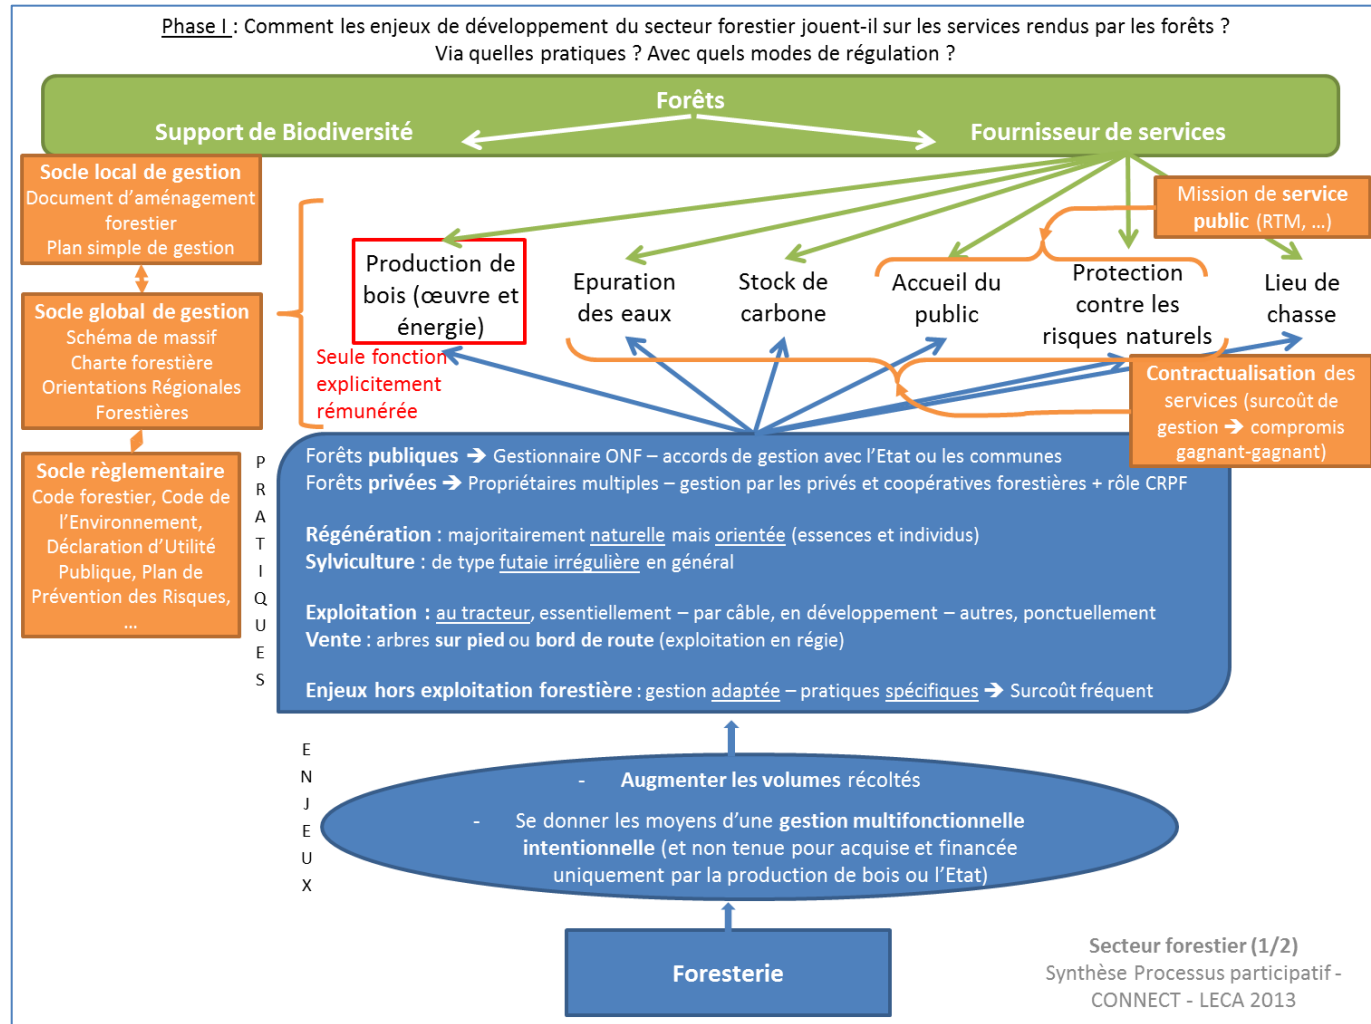 Phase I : Comment les enjeux de développement du secteur forestier jouent-il sur les services rendus par les forêts ?
Via quelles pratiques ? Avec quels modes de régulation ?
Forêts
Support de Biodiversité
Fournisseur de services
Socle local de gestion
Document d’aménagement
forestier
Plan simple de gestion
Socle global de gestion
Schéma de massif
Charte forestière
Orientations Régionales
Forestières
Socle règlementaire
Code forestier, Code de
l’Environnement,
Déclaration d’Utilité
Publique, Plan de
Prévention des Risques,
...
Mission de service
public (RTM, ...)
Production de
bois (œuvre et
énergie)
Seule fonction
explicitement
rémunérée
Epuration
des eaux
Stock de
carbone
Accueil du
public
Protection
contre les
risques naturels
Lieu de
chasse
Contractualisation des
services (surcoût de
gestion ➔ compromis
gagnant-gagnant)
PRATIQUES
Forêts publiques ➔ Gestionnaire ONF – accords de gestion avec l’Etat ou les communes
Forêts privées ➔ Propriétaires multiples – gestion par les privés et coopératives forestières + rôle CRPF
Régénération : majoritairement naturelle mais orientée (essences et individus)
Sylviculture : de type futaie irrégulière en général
Exploitation : au tracteur, essentiellement – par câble, en développement – autres, ponctuellement
Vente : arbres sur pied ou bord de route (exploitation en régie)
Enjeux hors exploitation forestière : gestion adaptée – pratiques spécifiques ➔ Surcoût fréquent
ENJEUX
- Augmenter les volumes récoltés
- Se donner les moyens d’une gestion multifonctionnelle
intentionnelle (et non tenue pour acquise et financée
uniquement par la production de bois ou l’Etat)
Foresterie
Secteur forestier (1/2)
Synthèse Processus participatif -
CONNECT - LECA 2013